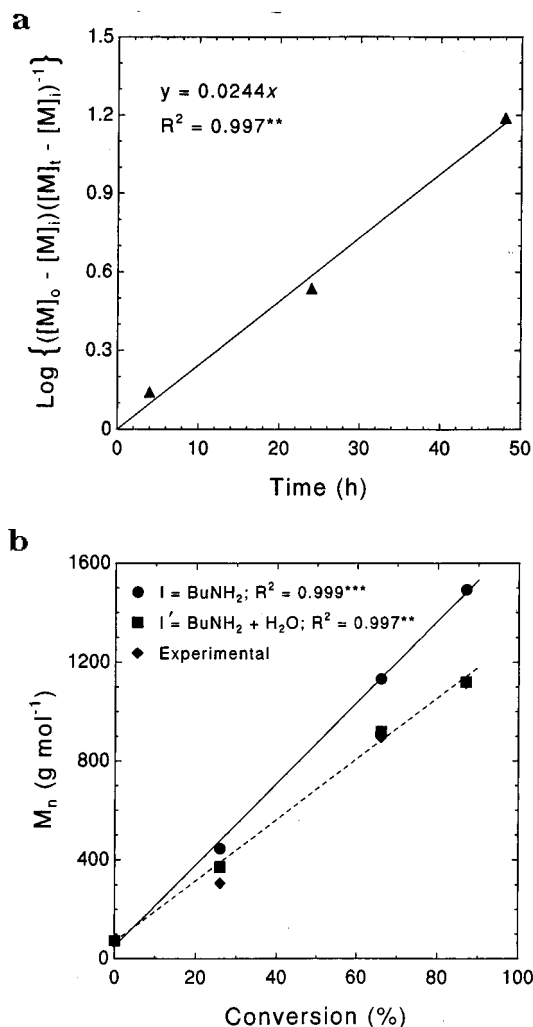 a
Log {([M]o - [M]i)([M]t - [M]i)-1}
1.5
1.2
0.9
0.6
0.3
0
y = 0.0244x
R2 = 0.997**
0 10 20 30 40 50
Time (h)
b
Mn (g mol-1)
1600
1200
800
400
0
I = BuNH2; R2 = 0.999***
I′= BuNH2 + H2O; R2 = 0.997**
Experimental
0 20 40 60 80 100
Conversion (%)